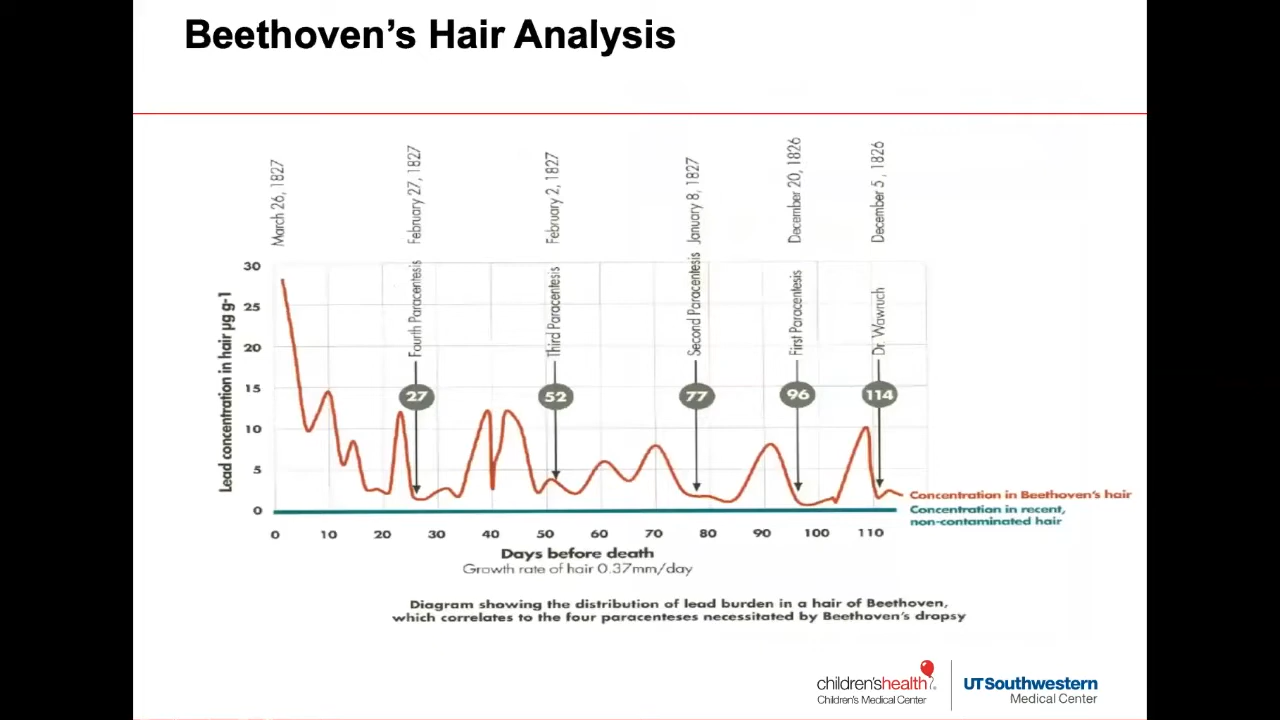 Beethoven's Hair Analysis
March 26, 1827
February 27, 1827
February 2, 1827
January 8, 1827
December 20, 1826
December 5, 1826
Fourth Paracentesis
Third Paracentesis
Second Paracentesis
First Paracentesis
Dr. Wawruch
Lead concentration in hair µg g-1
30
25
20
15
10
5
0
27
52
77
96
114
Concentration in Beethoven's hair
Concentration in recent,
non-contaminated hair
0 10 20 30 40 50 60 70 80 90 100 110
Days before death
Growth rate of hair 0.37mm/day
Diagram showing the distribution of lead burden in a hair of Beethoven,
which correlates to the four paracenteses necessitated by Beethoven's dropsy
children'shealth
Children's Medical Center
UTSouthwestern
Medical Center